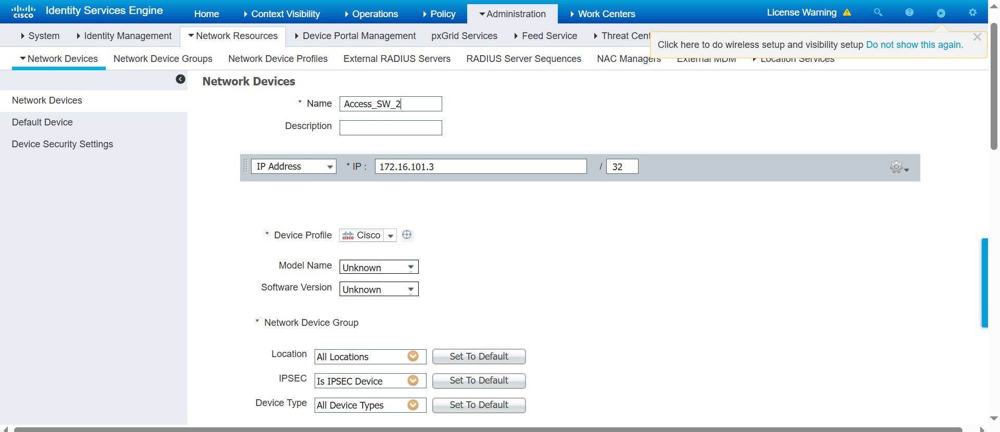 cisco Identity Services Engine Home Context Visibility Operations Policy Administration Work Centers License Warning
System Identity Management Network Resources Device Portal Management pxGrid Services Feed Service Threat Cent
Click here to do wireless setup and visibility setup Do not show this again.
Network Devices Network Device Groups Network Device Profiles External RADIUS Servers RADIUS Server Sequences NAC Managers External MDM Location Services
Network Devices
Default Device
Device Security Settings
Network Devices
* Name Access_SW_2
Description
IP Address * IP : 172.16.101.3 / 32
* Device Profile cisco Cisco
Model Name Unknown
Software Version Unknown
* Network Device Group
Location All Locations Set To Default
IPSEC Is IPSEC Device Set To Default
Device Type All Device Types Set To Default